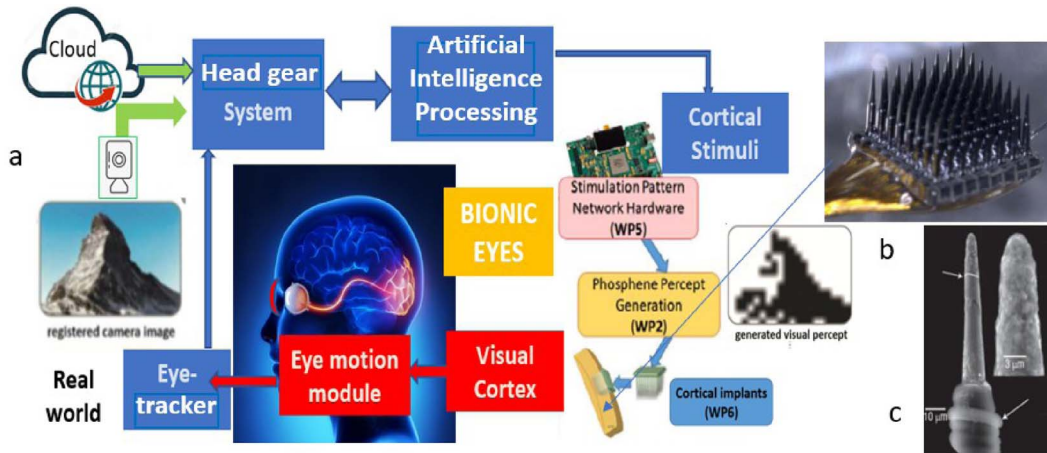 Cloud
Head gear
System
Artificial
Intelligence
Processing
Cortical
Stimuli
a
registered camera image
BIONIC
EYES
Stimulation Pattern
Network Hardware
(WP5)
Phosphene Percept
Generation
(WP2)
generated visual percept
b
Real
world
Eye-
tracker
Eye motion
module
Visual
Cortex
Cortical implants
(WP6)
c
3 μm
10 μm